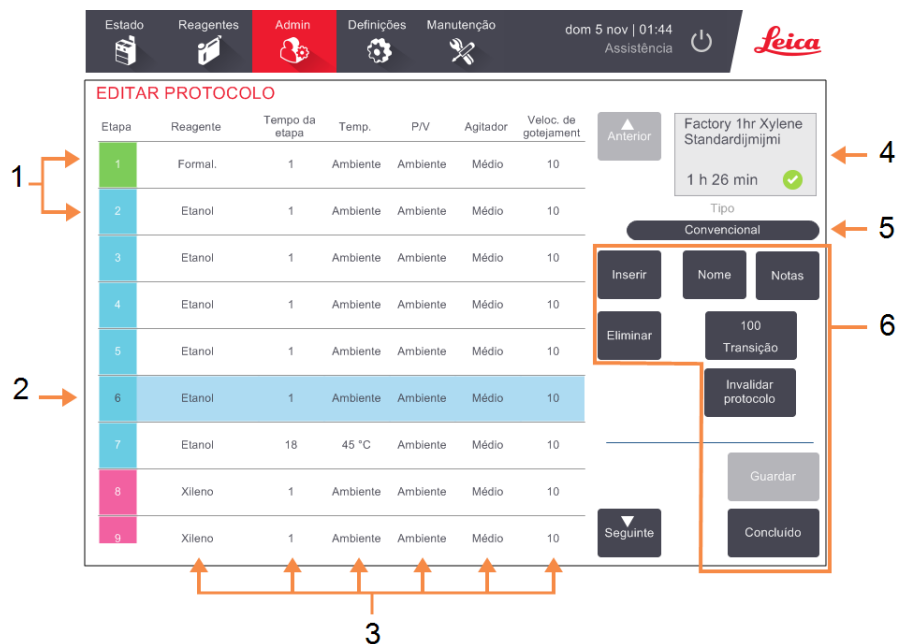 Estado Reagentes Admin Definições Manutenção
dom 5 nov | 01:44
Assistência
Leica
EDITAR PROTOCOLO
Etapa Reagente Tempo da etapa Temp. P/V Agitador Veloc. de gotejament
1 Formal. 1 Ambiente Ambiente Médio 10
2 Etanol 1 Ambiente Ambiente Médio 10
3 Etanol 1 Ambiente Ambiente Médio 10
4 Etanol 1 Ambiente Ambiente Médio 10
5 Etanol 1 Ambiente Ambiente Médio 10
6 Etanol 1 Ambiente Ambiente Médio 10
7 Etanol 18 45 °C Ambiente Médio 10
8 Xileno 1 Ambiente Ambiente Médio 10
9 Xileno 1 Ambiente Ambiente Médio 10
Anterior
Factory 1hr Xylene
Standardijmijmi
1 h 26 min
Tipo
Convencional
Inserir Nome Notas
Eliminar
100
Transição
Invalidar
protocolo
Guardar
Seguinte
Concluído
1
2
3
4
5
6